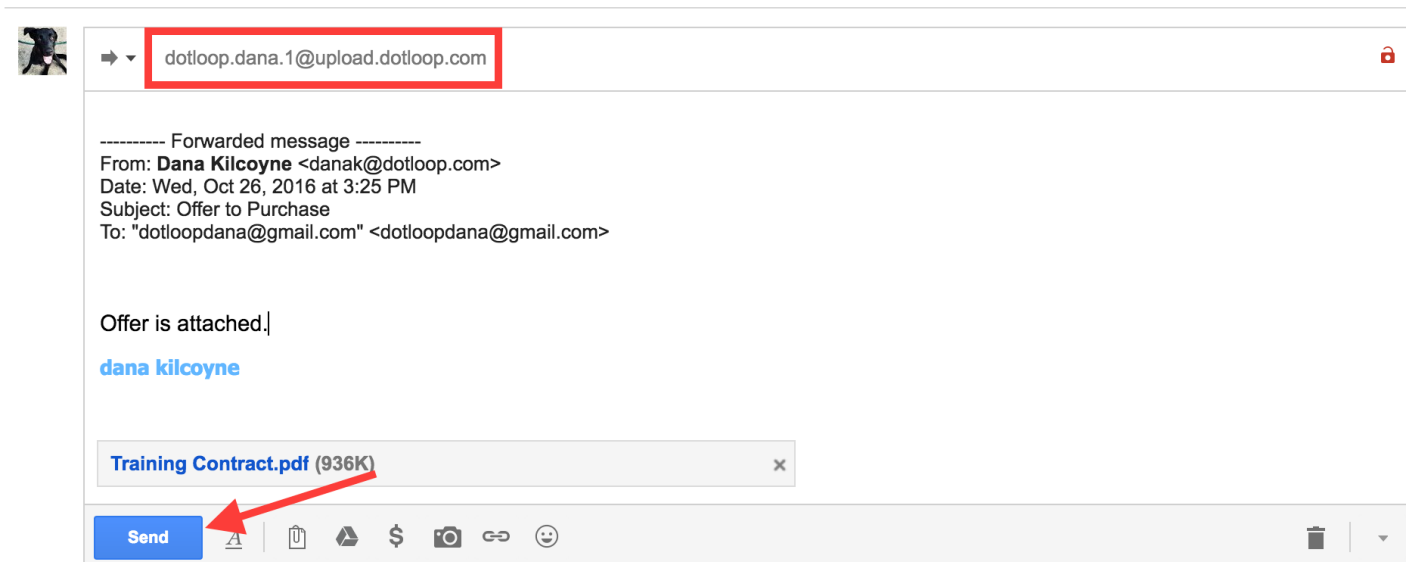 dotloop.dana.1@upload.dotloop.com
---------- Forwarded message ----------
From: Dana Kilcoyne <danak@dotloop.com>
Date: Wed, Oct 26, 2016 at 3:25 PM
Subject: Offer to Purchase
To: "dotloopdana@gmail.com" <dotloopdana@gmail.com>
Offer is attached.
dana kilcoyne
Training Contract.pdf (936K)
Send A $